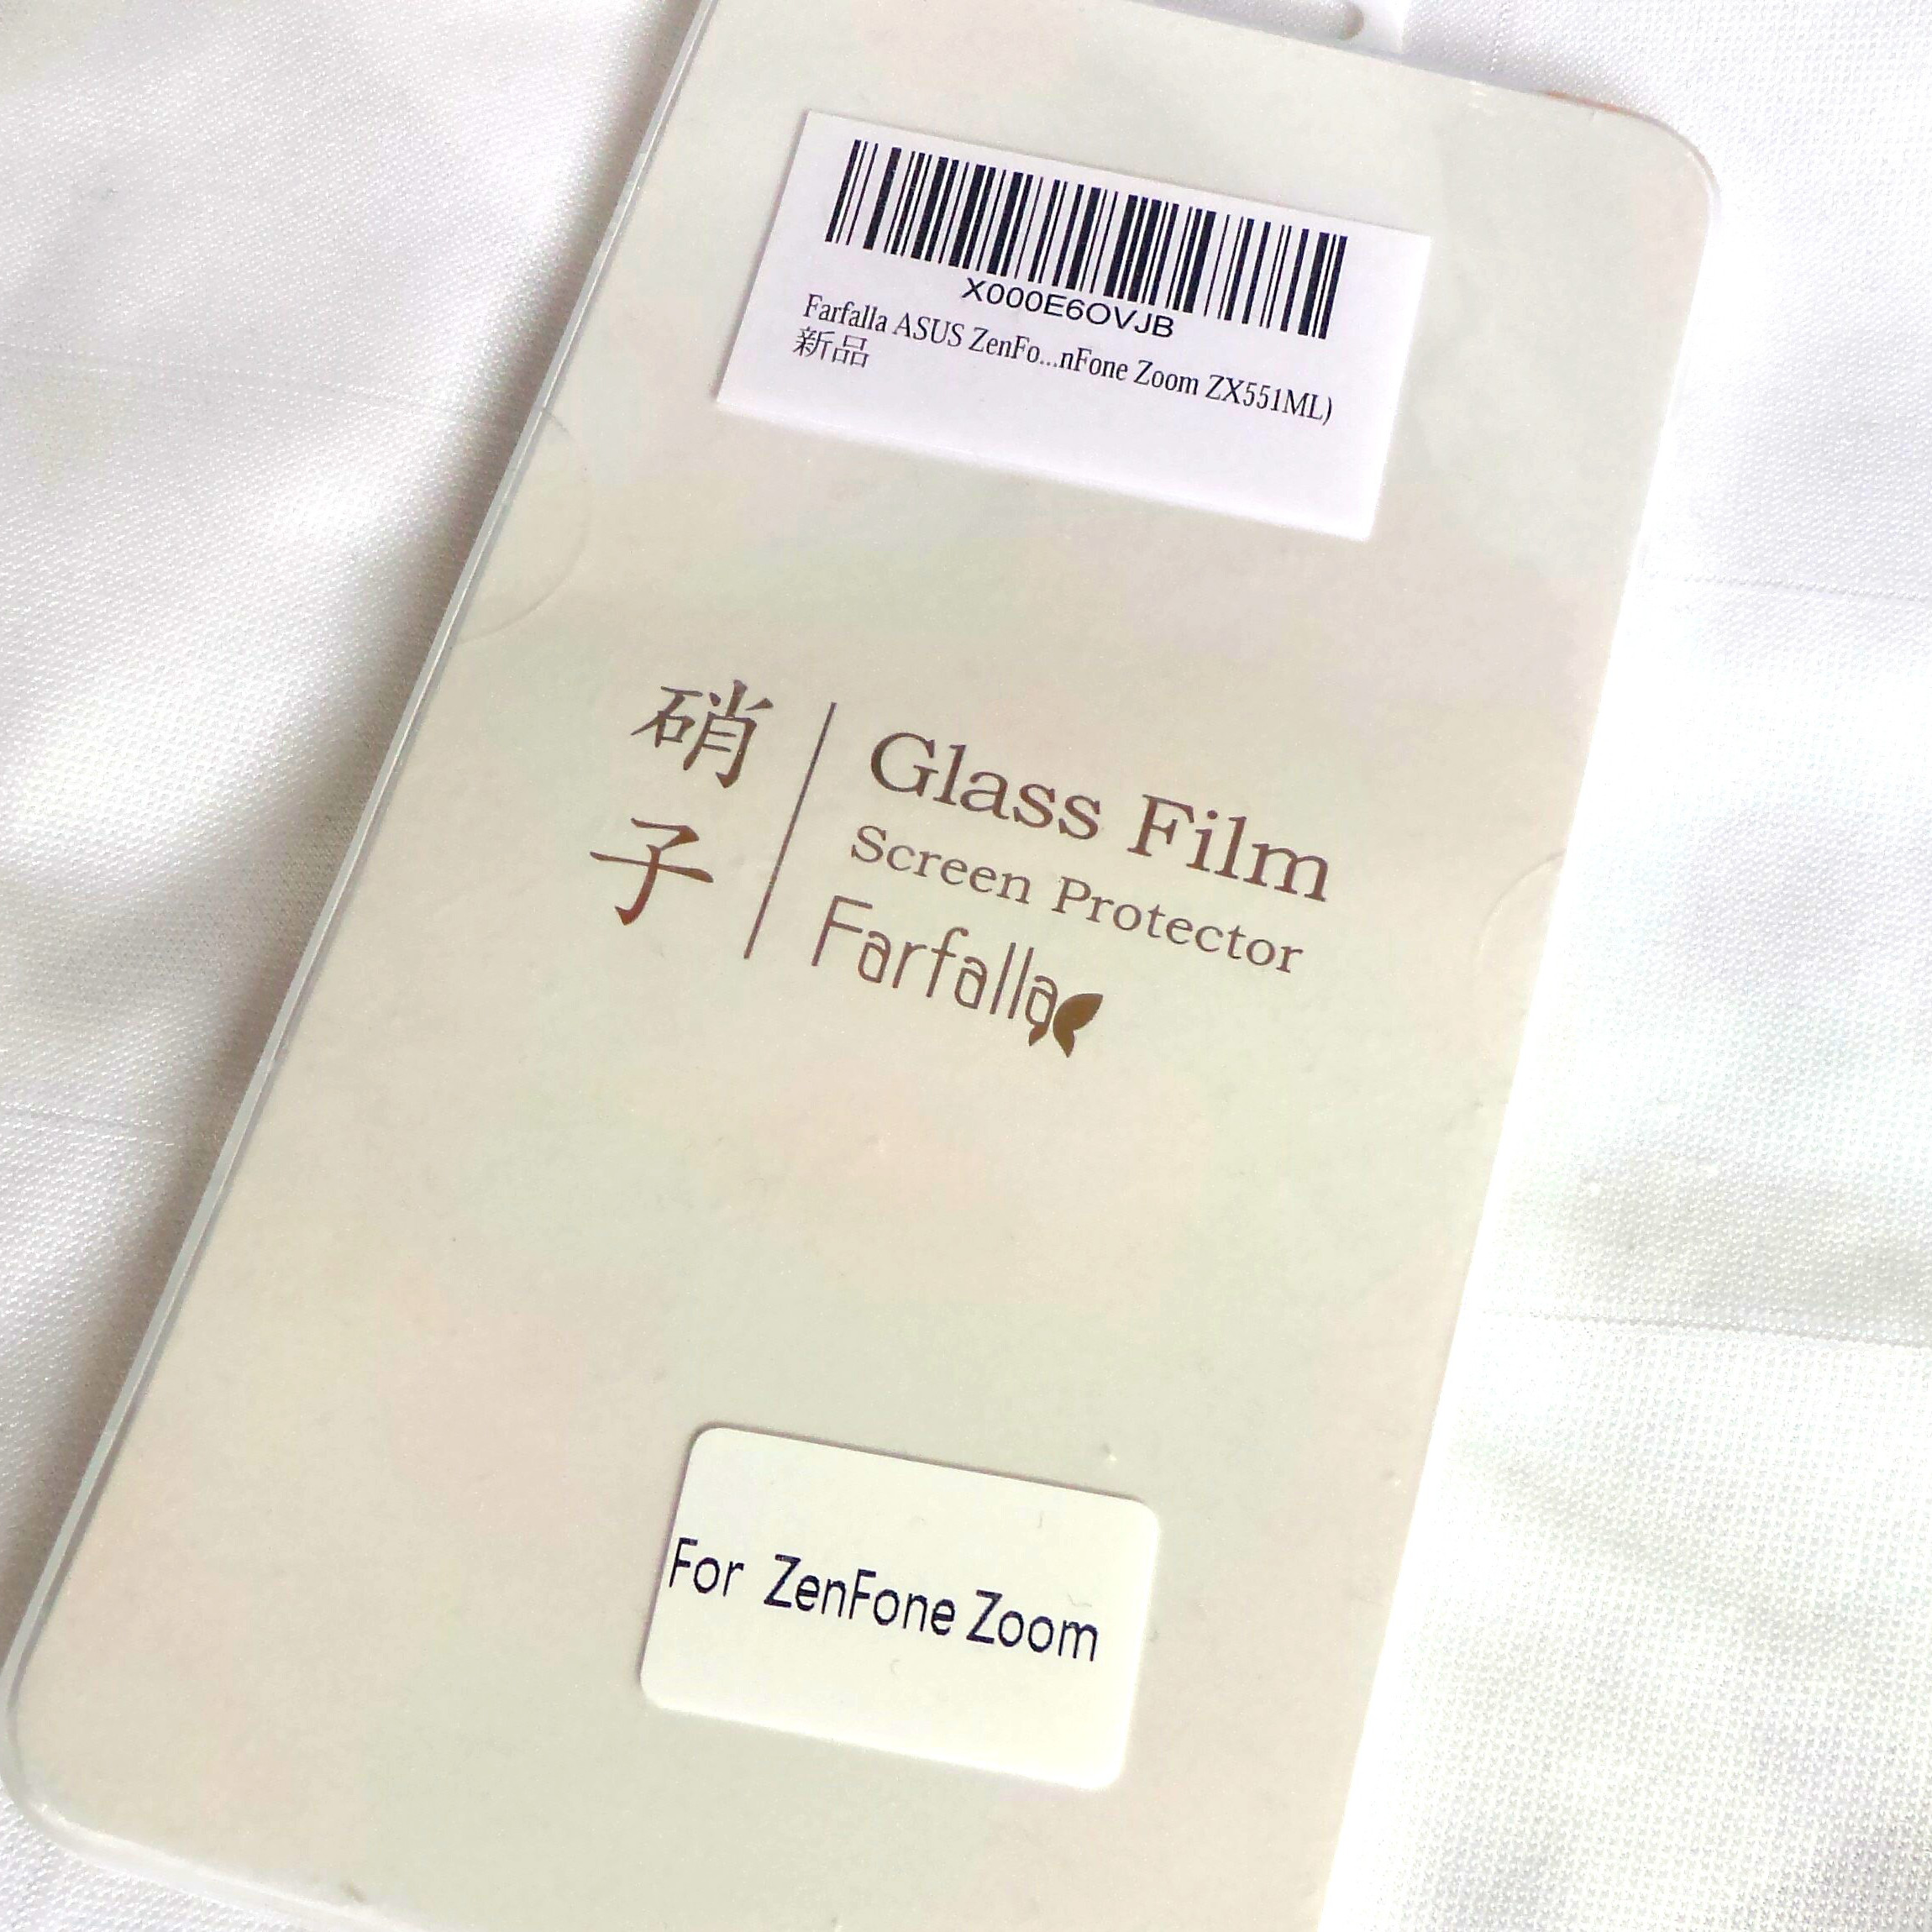 X000E6OVJB
Farfalla ASUS ZenFo...nFone Zoom ZX551ML)
新品
硝子
Glass Film
Screen Protector
Farfalla
For ZenFone Zoom